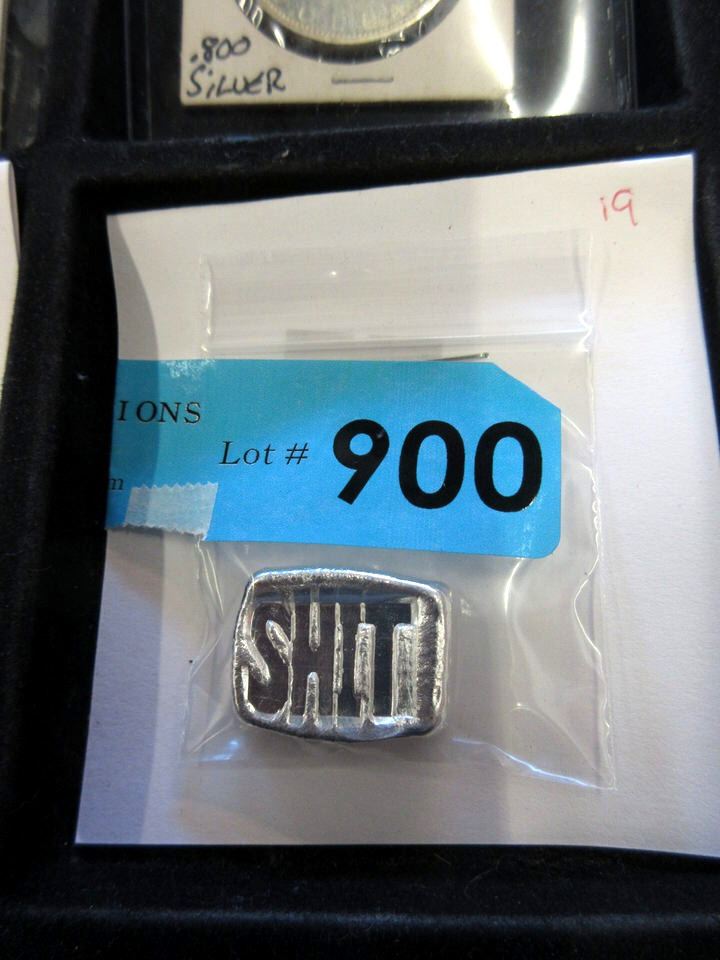 .800
SILVER
19
IONS
m
Lot # 900
SHIT